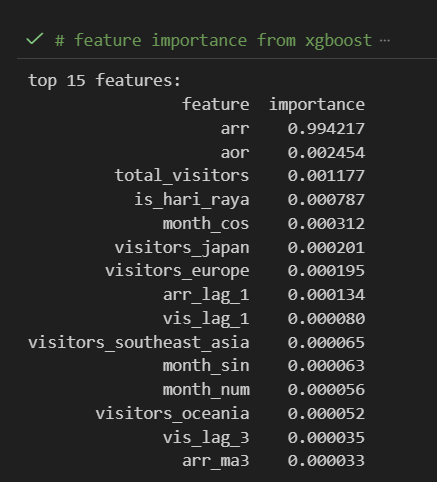 # feature importance from xgboost ...
top 15 features:
feature importance
arr 0.994217
aor 0.002454
total_visitors 0.001177
is_hari_raya 0.000787
month_cos 0.000312
visitors_japan 0.000201
visitors_europe 0.000195
arr_lag_1 0.000134
vis_lag_1 0.000080
visitors_southeast_asia 0.000065
month_sin 0.000063
month_num 0.000056
visitors_oceania 0.000052
vis_lag_3 0.000035
arr_ma3 0.000033